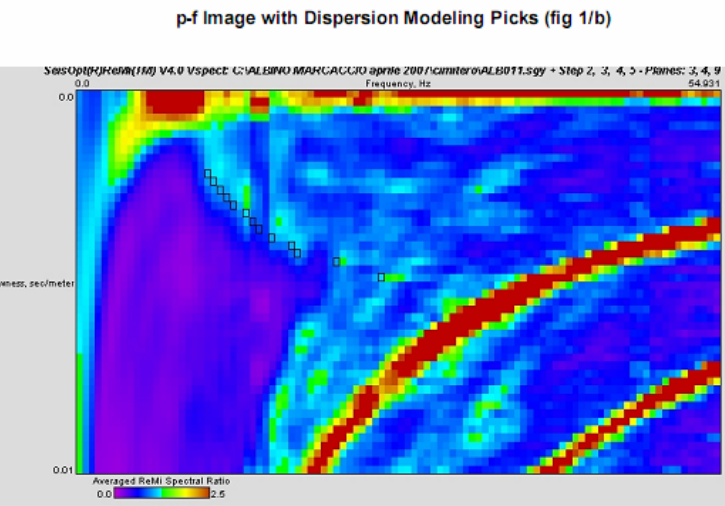 p-f Image with Dispersion Modeling Picks (fig 1/b)
SeisOpt(R)ReMi(TM) V4.0 Vspect: C:\ALBINO MARCACCIO aprile 2007\cimitero\ALB011.sgy + Step 2, 3, 4, 5 - Planes: 3, 4, 9
0.0 Frequency, Hz 54.931
0.0
wness, sec/meter
0.01
Averaged ReMi Spectral Ratio
0.0 2.5